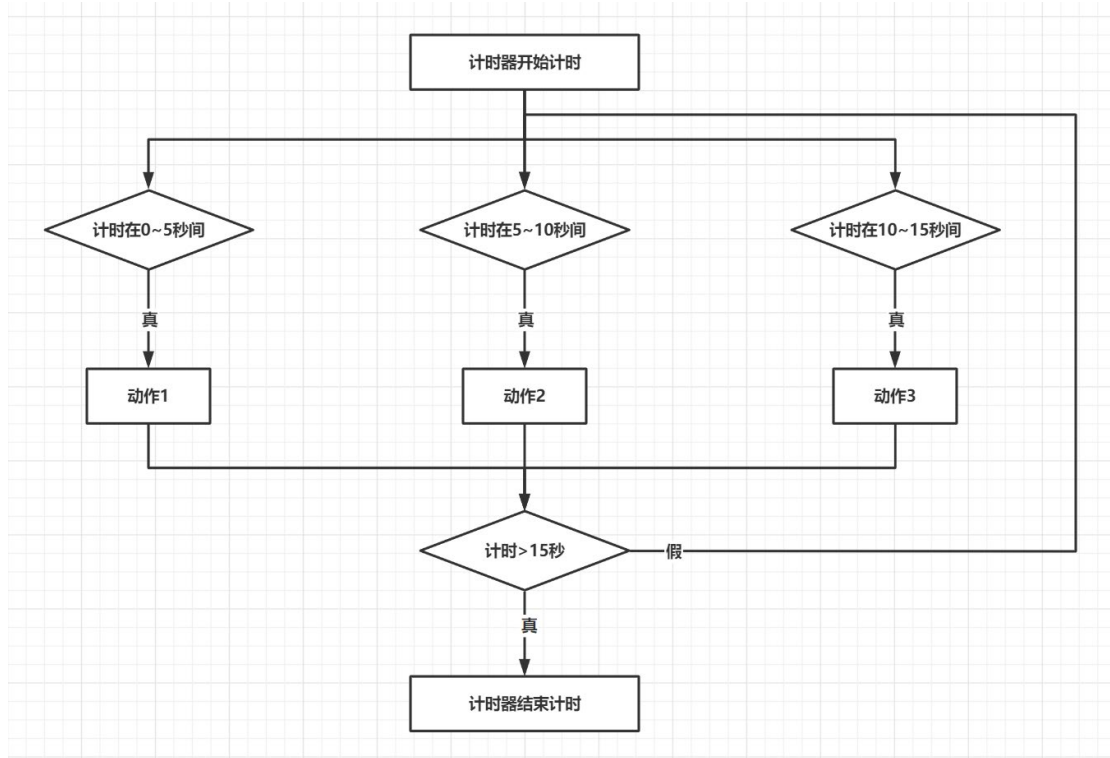 计时器开始计时
计时在0~5秒间
计时在5~10秒间
计时在10~15秒间
真
真
真
动作1
动作2
动作3
计时>15秒
假
真
计时器结束计时